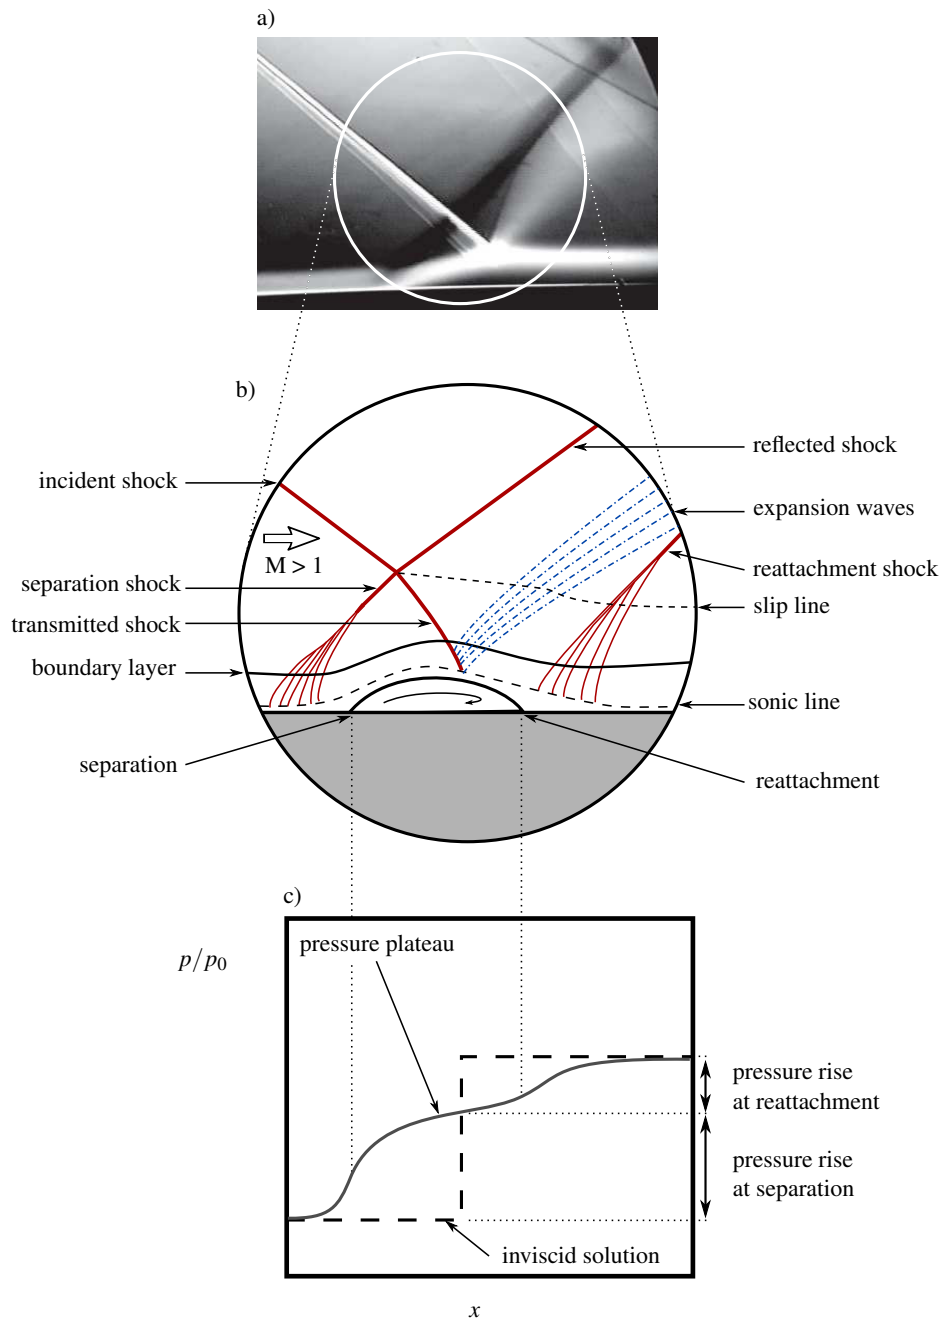 a)
b)
reflected shock
incident shock
expansion waves
M > 1
reattachment shock
separation shock
slip line
transmitted shock
boundary layer
sonic line
separation
reattachment
c)
pressure plateau
p/p0
pressure rise
at reattachment
pressure rise
at separation
inviscid solution
x